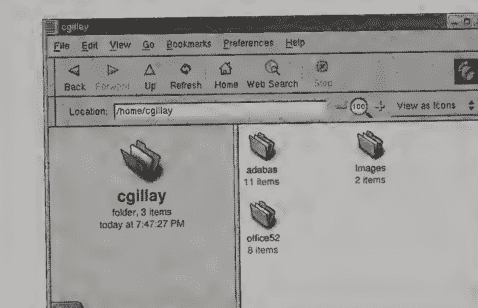 cgillay
File Edit View Go Bookmarks Preferences Help
Back Forward Up Refresh Home Web Search Stop
Location: /home/cgillay 100 View as Icons
cgillay
folder, 3 items
today at 7:47:27 PM
adabas
11 items
Images
2 items
office52
8 items